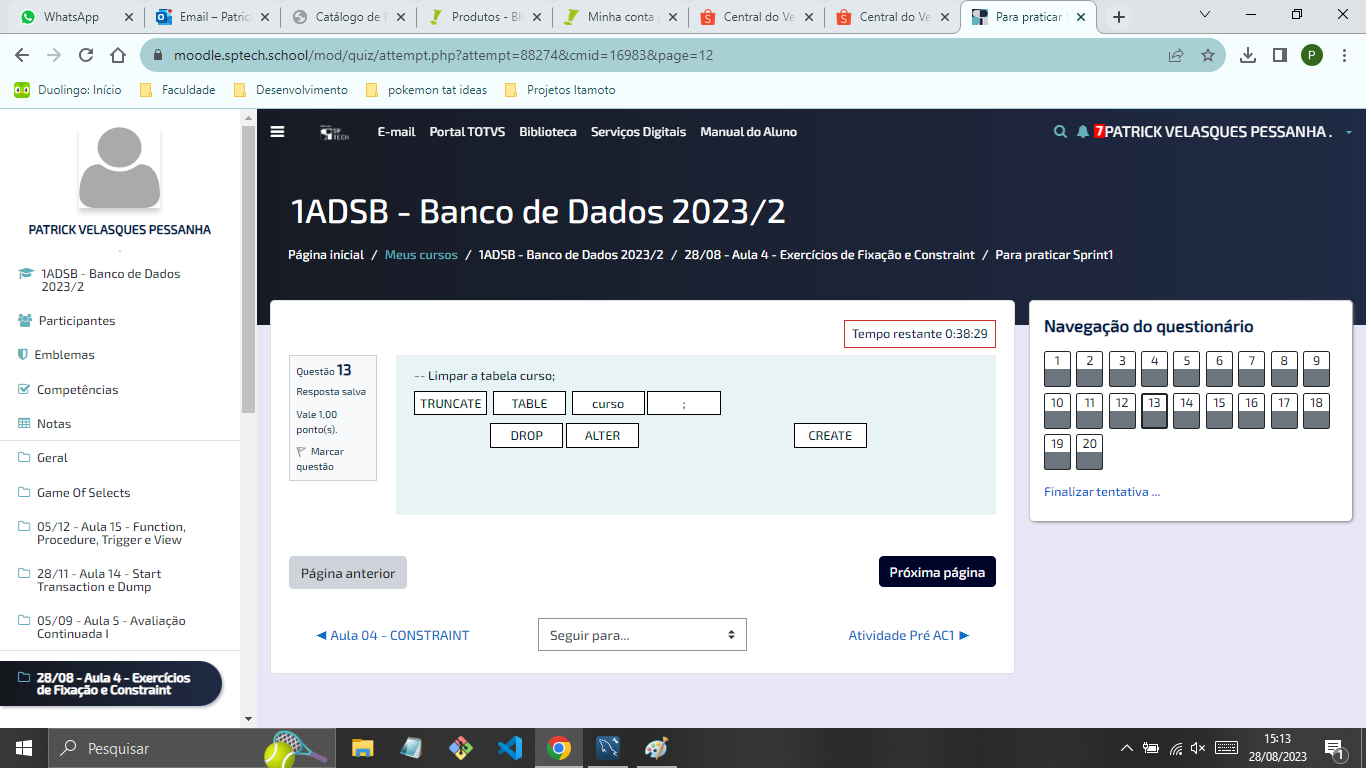 WhatsApp
Email – Patric
Catálogo de P
Produtos - Bli
Minha conta
Central do Ve
Central do Ve
Para praticar S
moodle.sptech.school/mod/quiz/attempt.php?attempt=88274&cmid=16983&page=12
P
Duolingo: Início
Faculdade
Desenvolvimento
pokemon tat ideas
Projetos Itamoto
SP TECH
E-mail
Portal TOTVS
Biblioteca
Serviços Digitais
Manual do Aluno
7
PATRICK VELASQUES PESSANHA .
PATRICK VELASQUES PESSANHA
.
1ADSB - Banco de Dados
2023/2
Participantes
Emblemas
Competências
Notas
Geral
Game Of Selects
05/12 - Aula 15 - Function,
Procedure, Trigger e View
28/11 - Aula 14 - Start
Transaction e Dump
05/09 - Aula 5 - Avaliação
Continuada I
28/08 - Aula 4 - Exercícios
de Fixação e Constraint
1ADSB - Banco de Dados 2023/2
Página inicial / Meus cursos / 1ADSB - Banco de Dados 2023/2 / 28/08 - Aula 4 - Exercícios de Fixação e Constraint / Para praticar Sprint1
Tempo restante 0:38:29
Questão 13
Resposta salva
Vale 1,00
ponto(s).
Marcar
questão
-- Limpar a tabela curso;
TRUNCATE TABLE curso ;
DROP ALTER CREATE
Página anterior
Próxima página
◀ Aula 04 - CONSTRAINT
Seguir para...
Atividade Pré AC1 ▶
Navegação do questionário
1 2 3 4 5 6 7 8 9
10 11 12 13 14 15 16 17 18
19 20
Finalizar tentativa ...
Pesquisar
15:13
28/08/2023
1